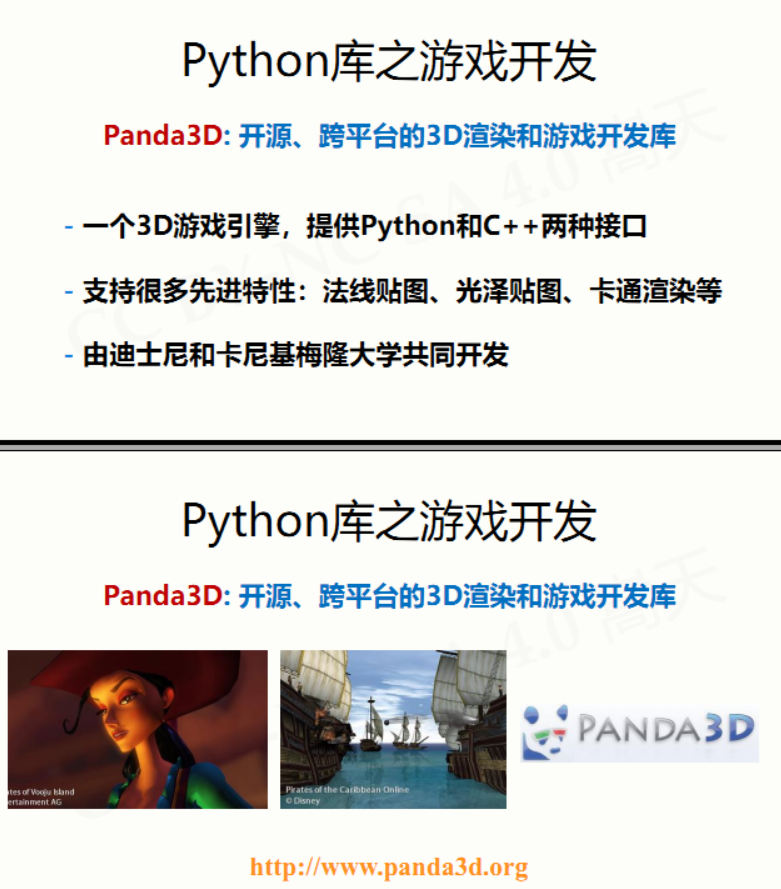 Python库之游戏开发
Panda3D: 开源、跨平台的3D渲染和游戏开发库
- 一个3D游戏引擎，提供Python和C++两种接口
- 支持很多先进特性：法线贴图、光泽贴图、卡通渲染等
- 由迪士尼和卡尼基梅隆大学共同开发
CC BY NC SA 4.0 嵩天
Python库之游戏开发
Panda3D: 开源、跨平台的3D渲染和游戏开发库
4.0 嵩天
ates of Vooju Island
ertainment AG
Pirates of the Caribbean Online
© Disney
PANDA3D
http://www.panda3d.org